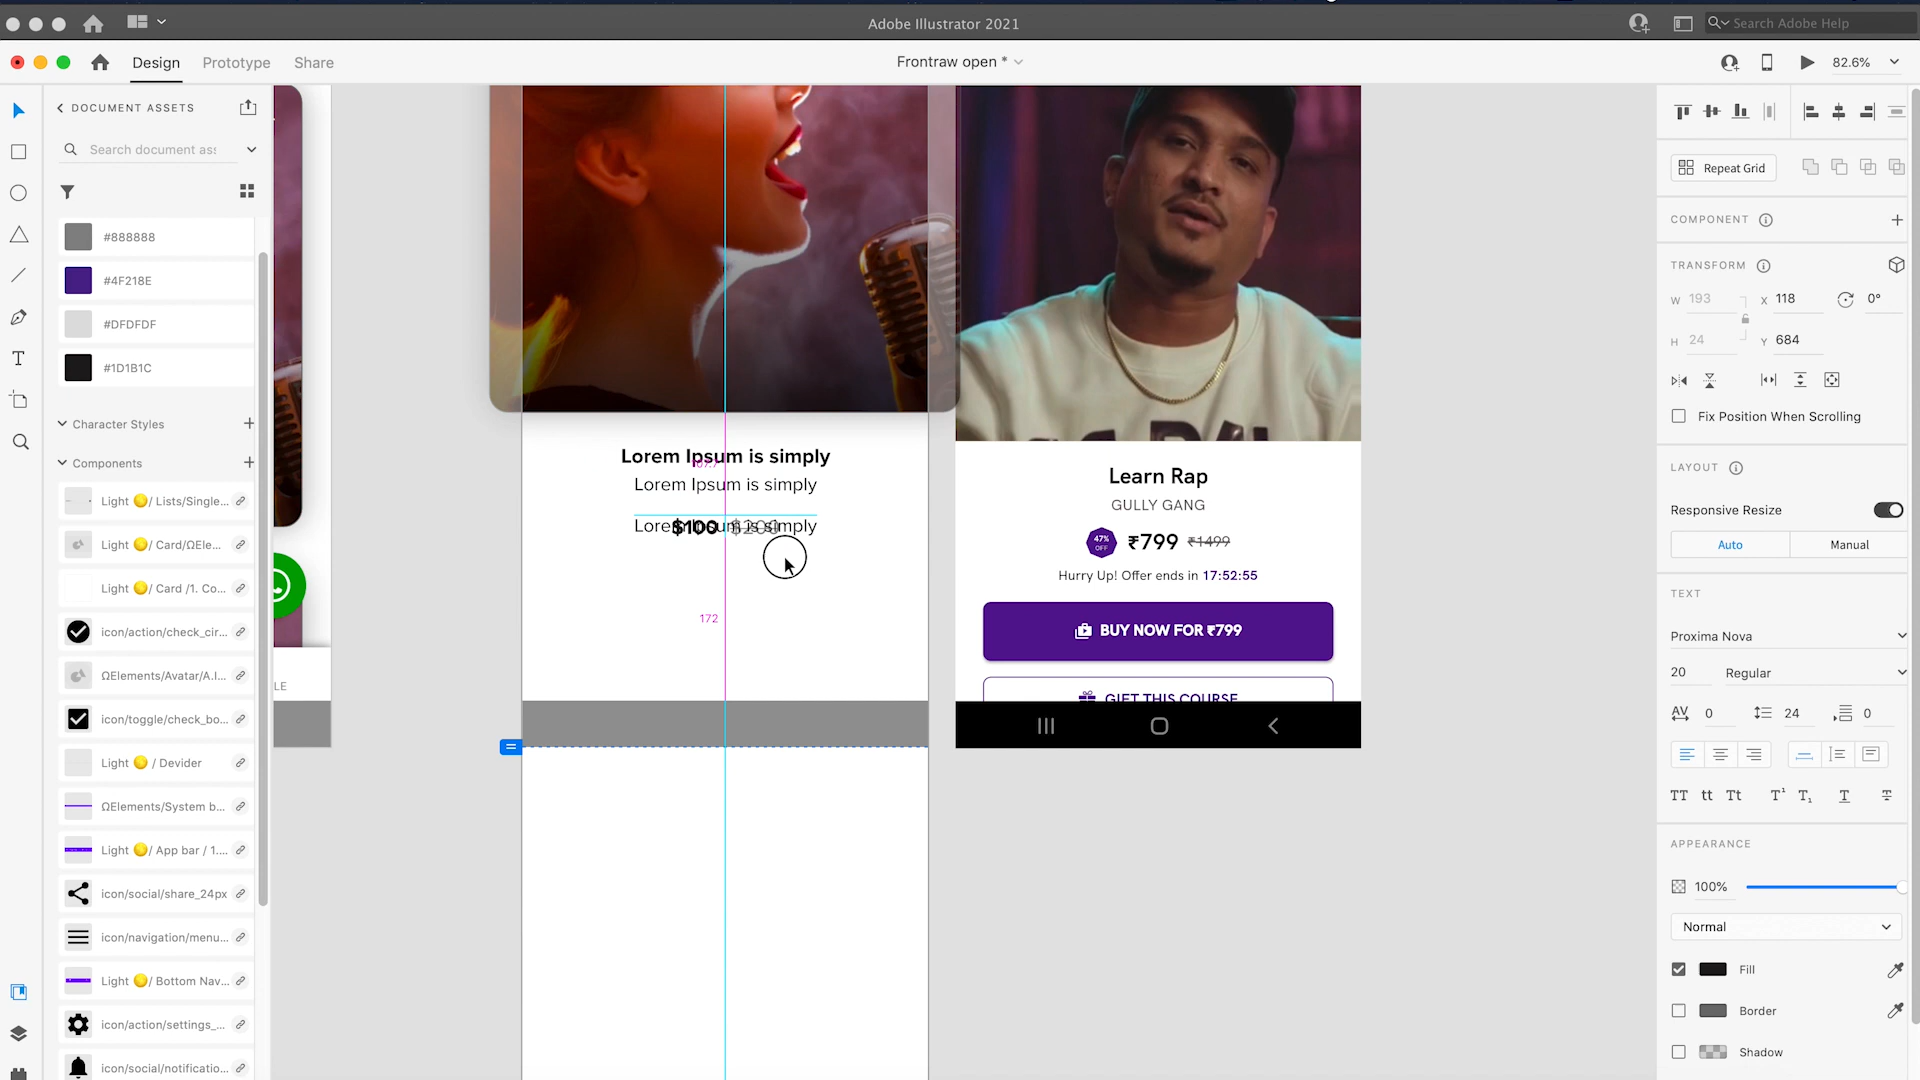 Adobe Illustrator 2021
Search Adobe Help
Design
Prototype
Share
Frontraw open *
82.6%
DOCUMENT ASSETS
Search document ass
#888888
#4F218E
#DFDFDF
#1D1B1C
Character Styles
Components
Light / Lists/Single...
Light / Card/ΩEle...
Light / Card /1. Co...
icon/action/check_cir...
ΩElements/Avatar/A.I...
icon/toggle/check_bo...
Light / Devider
ΩElements/System b...
Light / App bar / 1....
icon/social/share_24px
icon/navigation/menu...
Light / Bottom Nav...
icon/action/settings_...
icon/social/notificatio...
LE
Lorem Ipsum is simply
Lorem Ipsum is simply
Lorem Ipsum is simply
$100 $200
172
Learn Rap
GULLY GANG
47%
OFF
₹799 ₹1499
Hurry Up! Offer ends in 17:52:55
BUY NOW FOR ₹799
GIFT THIS COURSE
Repeat Grid
COMPONENT
TRANSFORM
W 193
X 118
0°
H 24
Y 684
Fix Position When Scrolling
LAYOUT
Responsive Resize
Auto
Manual
TEXT
Proxima Nova
20
Regular
AV 0
24
0
TT tt Tt T¹ T₁ T T
APPEARANCE
100%
Normal
Fill
Border
Shadow